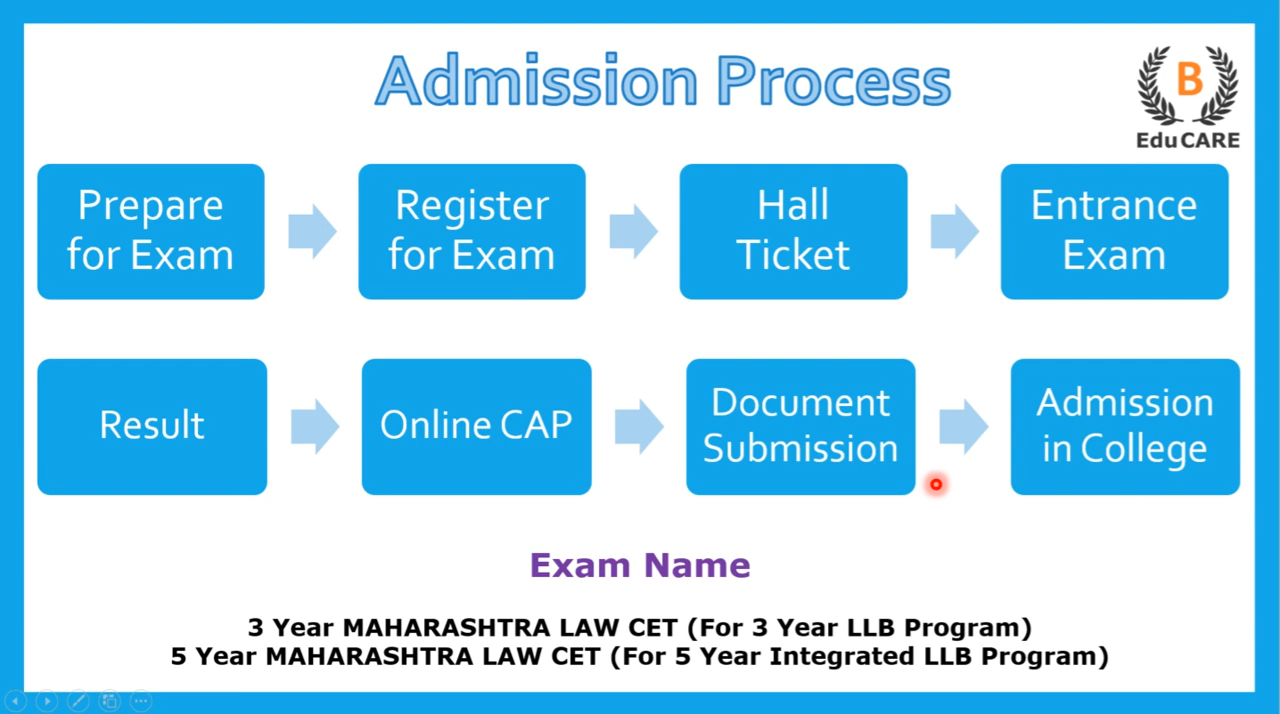 Admission Process
B
EduCARE
Prepare
for Exam
Register
for Exam
Hall
Ticket
Entrance
Exam
Result
Online CAP
Document
Submission
Admission
in College
Exam Name
3 Year MAHARASHTRA LAW CET (For 3 Year LLB Program)
5 Year MAHARASHTRA LAW CET (For 5 Year Integrated LLB Program)